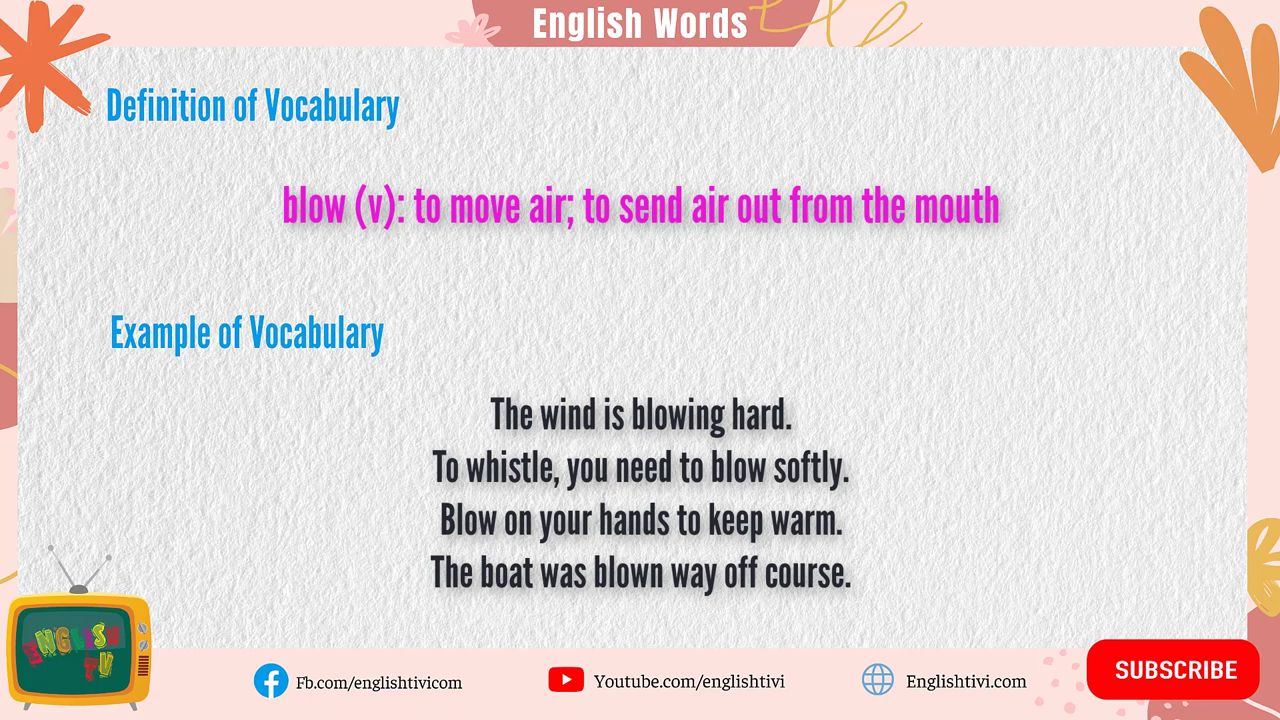 English Words
Definition of Vocabulary
blow (v): to move air; to send air out from the mouth
Example of Vocabulary
The wind is blowing hard.
To whistle, you need to blow softly.
Blow on your hands to keep warm.
The boat was blown way off course.
ENGLISH
TV
Fb.com/englishtivicom
Youtube.com/englishtivi
Englishtivi.com
SUBSCRIBE